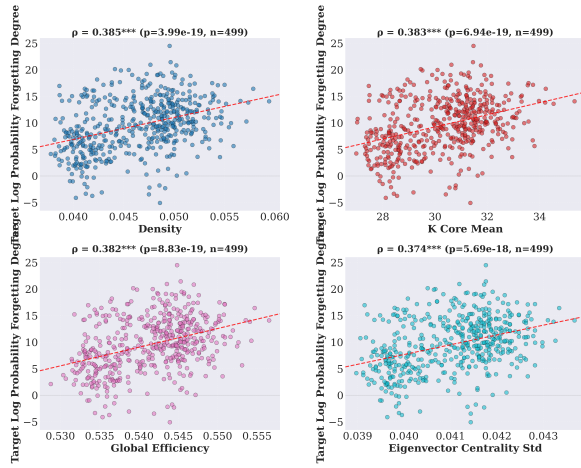 ρ = 0.385*** (p=3.99e-19, n=499)
Target Log Probability Forgetting Degree
25
20
15
10
5
0
−5
0.040 0.045 0.050 0.055 0.060
Density
ρ = 0.383*** (p=6.94e-19, n=499)
Target Log Probability Forgetting Degree
25
20
15
10
5
0
−5
28 30 32 34
K Core Mean
ρ = 0.382*** (p=8.83e-19, n=499)
Target Log Probability Forgetting Degree
25
20
15
10
5
0
−5
0.530 0.535 0.540 0.545 0.550 0.555
Global Efficiency
ρ = 0.374*** (p=5.69e-18, n=499)
Target Log Probability Forgetting Degree
25
20
15
10
5
0
−5
0.039 0.040 0.041 0.042 0.043
Eigenvector Centrality Std